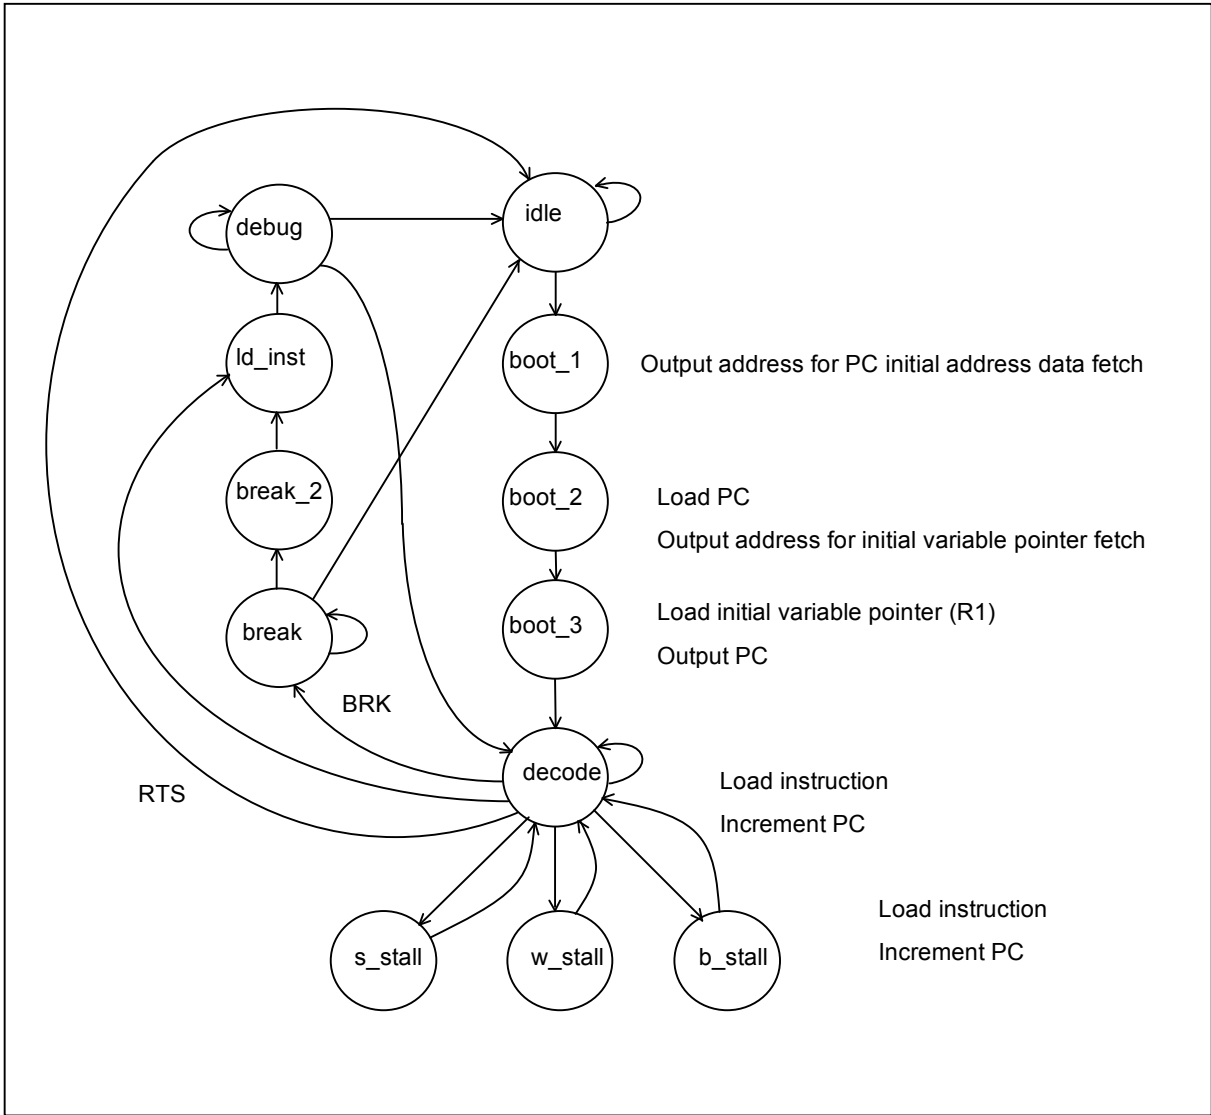 idle
debug
ld_inst
boot_1
Output address for PC initial address data fetch
break_2
boot_2
Load PC
Output address for initial variable pointer fetch
break
boot_3
Load initial variable pointer (R1)
Output PC
BRK
decode
Load instruction
Increment PC
RTS
s_stall
w_stall
b_stall
Load instruction
Increment PC